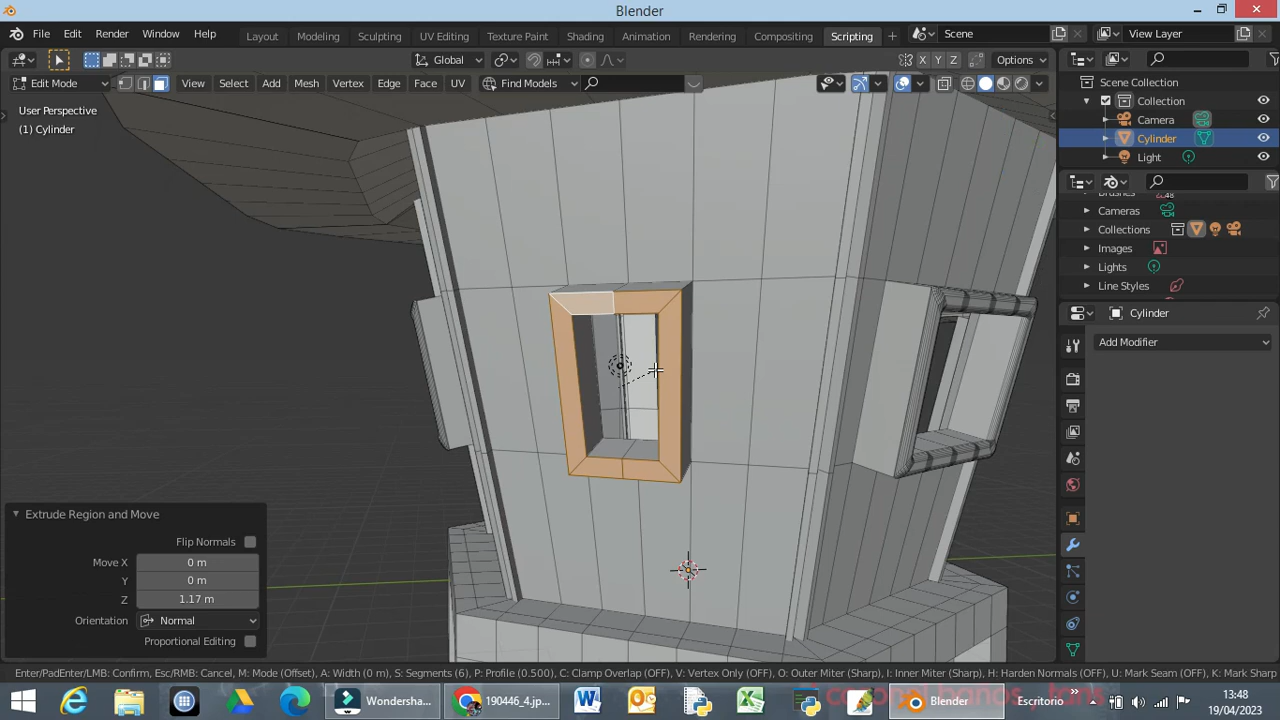 Blender
File Edit Render Window Help Layout Modeling Sculpting UV Editing Texture Paint Shading Animation Rendering Compositing Scripting + Scene View Layer
Global X Y Z Options
Edit Mode View Select Add Mesh Vertex Edge Face UV Find Models
User Perspective
(1) Cylinder
Scene Collection
Collection
Camera
Cylinder
Light
Cameras
Collections
Images
Lights
Line Styles
Cylinder
Add Modifier
Extrude Region and Move
Flip Normals
Move X 0 m
Y 0 m
Z 1.17 m
Orientation Normal
Proportional Editing
Enter/PadEnter/LMB: Confirm, Esc/RMB: Cancel, M: Mode (Offset), A: Width (0 m), S: Segments (6), P: Profile (0.500), C: Clamp Overlap (OFF), V: Vertex Only (OFF), O: Outer Miter (Sharp), I: Inner Miter (Sharp), H: Harden Normals (OFF), U: Mark Seam (OFF), K: Mark Sharp
Wondersha... 190446_4.jp... Blender Escritorio 13:48
19/04/2023